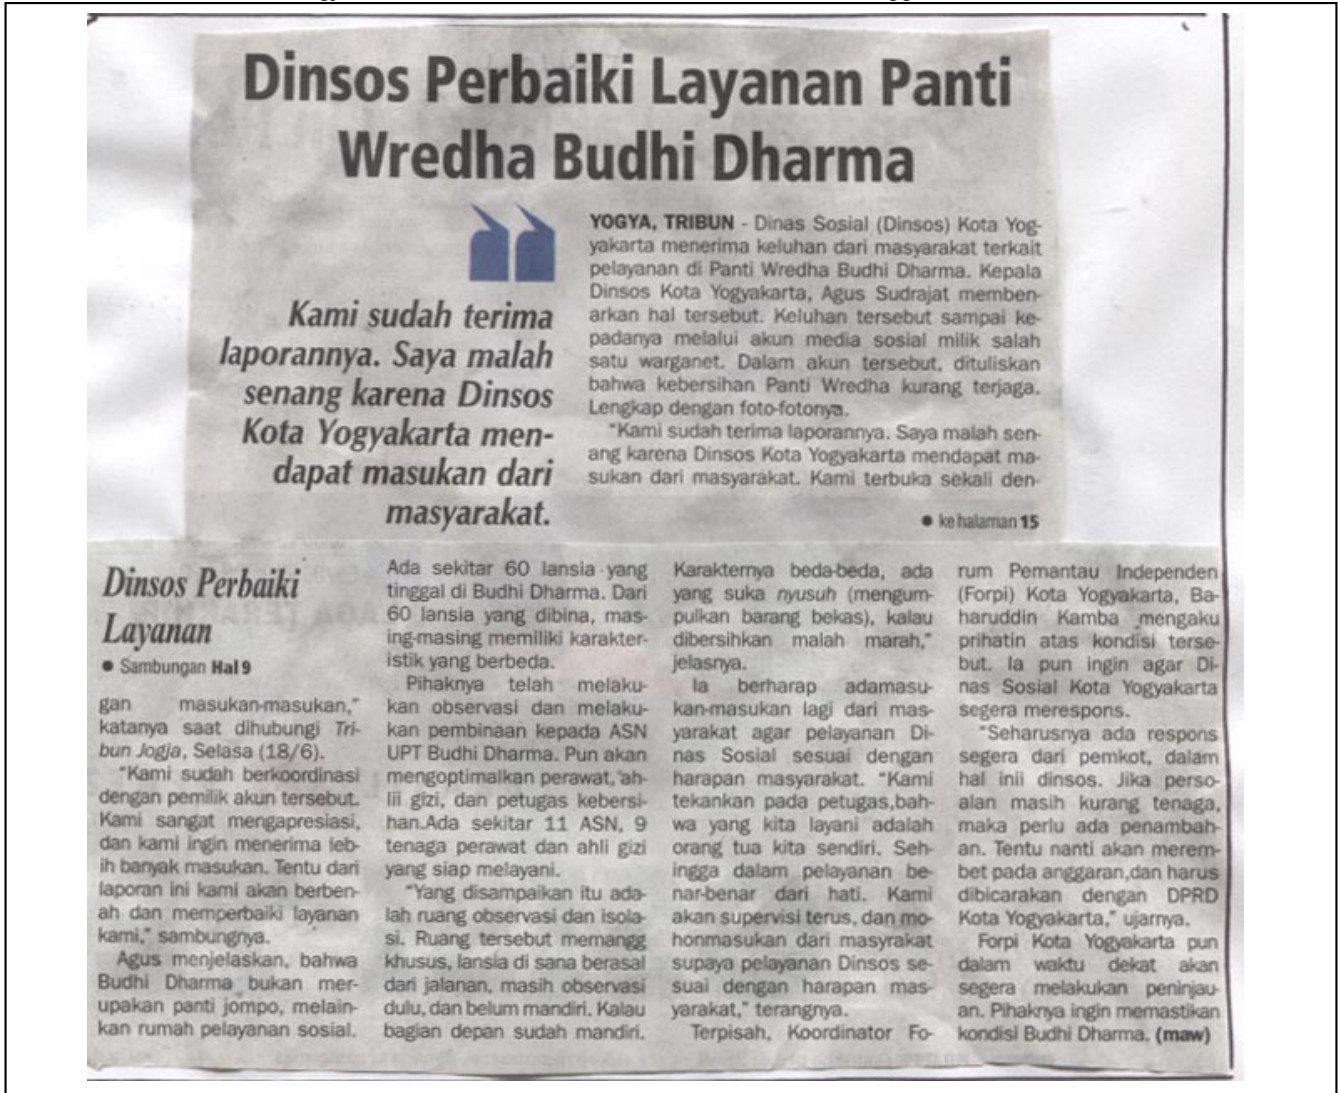 Dinsos Perbaiki Layanan Panti
Wredha Budhi Dharma
Kami sudah terima
laporannya. Saya malah
senang karena Dinsos
Kota Yogyakarta men-
dapat masukan dari
masyarakat.
YOGYA, TRIBUN - Dinas Sosial (Dinsos) Kota Yog-
yakarta menerima keluhan dari masyarakat terkait
pelayanan di Panti Wredha Budhi Dharma. Kepala
Dinsos Kota Yogyakarta, Agus Sudrajat memben-
arkan hal tersebut. Keluhan tersebut sampai ke-
padanya melalui akun media sosial milik salah
satu warganet. Dalam akun tersebut, dituliskan
bahwa kebersihan Panti Wredha kurang terjaga.
Lengkap dengan foto-fotonya.
"Kami sudah terima laporannya. Saya malah sen-
ang karena Dinsos Kota Yogyakarta mendapat ma-
sukan dari masyarakat. Kami terbuka sekali den-
● ke halaman 15
Dinsos Perbaiki
Layanan
● Sambungan Hal 9
gan masukan-masukan,"
katanya saat dihubungi Tri-
bun Jogja, Selasa (18/6).
"Kami sudah berkoordinasi
dengan pemilik akun tersebut.
Kami sangat mengapresiasi,
dan kami ingin menerima leb-
ih banyak masukan. Tentu dari
laporan ini kami akan berben-
ah dan memperbaiki layanan
kami," sambungnya.
Agus menjelaskan, bahwa
Budhi Dharma bukan mer-
upakan panti jompo, melain-
kan rumah pelayanan sosial.
Ada sekitar 60 lansia yang
tinggal di Budhi Dharma. Dari
60 lansia yang dibina, mas-
ing-masing memiliki karakter-
istik yang berbeda.
Pihaknya telah melaku-
kan observasi dan melaku-
kan pembinaan kepada ASN
UPT Budhi Dharma. Pun akan
mengoptimalkan perawat, ah-
lii gizi, dan petugas kebersi-
han.Ada sekitar 11 ASN, 9
tenaga perawat dan ahli gizi
yang siap melayani.
"Yang disampaikan itu ada-
lah ruang observasi dan isola-
si. Ruang tersebut memangg
khusus, lansia di sana berasal
dari jalanan, masih observasi
dulu, dan belum mandiri. Kalau
bagian depan sudah mandiri.
Karakternya beda-beda, ada
yang suka nyusuh (mengum-
pulkan barang bekas), kalau
dibersihkan malah marah,"
jelasnya.
Ia berharap adamasu-
kan-masukan lagi dari mas-
yarakat agar pelayanan Di-
nas Sosial sesuai dengan
harapan masyarakat. "Kami
tekankan pada petugas,bah-
wa yang kita layani adalah
orang tua kita sendiri. Seh-
ingga dalam pelayanan be-
nar-benar dari hati. Kami
akan supervisi terus, dan mo-
honmasukan dari masyrakat
supaya pelayanan Dinsos se-
suai dengan harapan mas-
yarakat," terangnya.
Terpisah, Koordinator Fo-
rum Pemantau Independen
(Forpi) Kota Yogyakarta, Ba-
haruddin Kamba mengaku
prihatin atas kondisi terse-
but. Ia pun ingin agar Di-
nas Sosial Kota Yogyakarta
segera merespons.
"Seharusnya ada respons
segera dari pemkot, dalam
hal inii dinsos. Jika perso-
alan masih kurang tenaga,
maka perlu ada penambah-
an. Tentu nanti akan merem-
bet pada anggaran,dan harus
dibicarakan dengan DPRD
Kota Yogyakarta," ujarnya.
Forpi Kota Yogyakarta pun
dalam waktu dekat akan
segera melakukan peninjau-
an. Pihaknya ingin memastikan
kondisi Budhi Dharma. (maw)